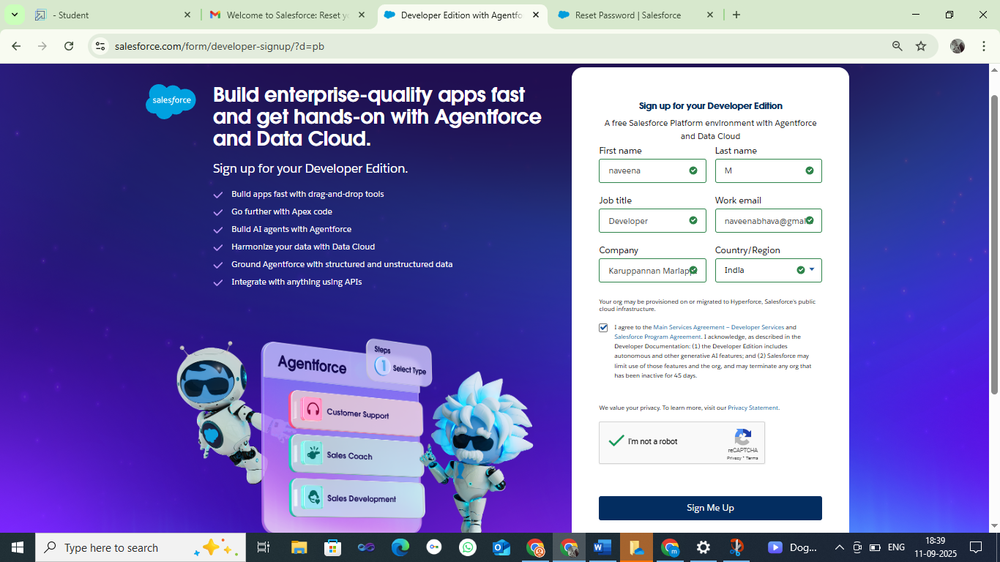 - Student
Welcome to Salesforce: Reset yo
Developer Edition with Agentfo
Reset Password | Salesforce
salesforce.com/form/developer-signup/?d=pb
salesforce
Build enterprise-quality apps fast
and get hands-on with Agentforce
and Data Cloud.
Sign up for your Developer Edition.
Build apps fast with drag-and-drop tools
Go further with Apex code
Build AI agents with Agentforce
Harmonize your data with Data Cloud
Ground Agentforce with structured and unstructured data
Integrate with anything using APIs
Agentforce
Steps
1 Select Type
Customer Support
Sales Coach
Sales Development
Sign up for your Developer Edition
A free Salesforce Platform environment with Agentforce
and Data Cloud
First name Last name
naveena M
Job title Work email
Developer naveenabhava@gmai
Company Country/Region
Karuppannan Mariapp India
Your org may be provisioned on or migrated to Hyperforce, Salesforce's public
cloud infrastructure.
I agree to the Main Services Agreement – Developer Services and
Salesforce Program Agreement. I acknowledge, as described in the
Developer Documentation: (1) the Developer Edition includes
autonomous and other generative AI features; and (2) Salesforce may
limit use of those features and the org, and may terminate any org that
has been inactive for 45 days.
We value your privacy. To learn more, visit our Privacy Statement.
I'm not a robot
reCAPTCHA
Privacy - Terms
Sign Me Up
Type here to search
Dog...
ENG
18:39
11-09-2025